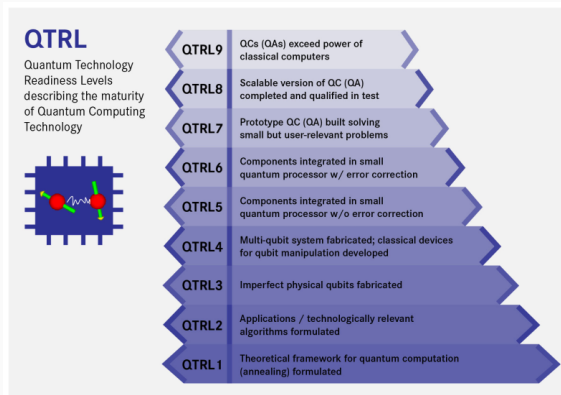 QTRL
Quantum Technology
Readiness Levels
describing the maturity
of Quantum Computing
Technology
QTRL9
QCs (QAs) exceed power of
classical computers
QTRL8
Scalable version of QC (QA)
completed and qualified in test
QTRL7
Prototype QC (QA) built solving
small but user-relevant problems
QTRL6
Components integrated in small
quantum processor w/ error correction
QTRL5
Components integrated in small
quantum processor w/o error correction
QTRL4
Multi-qubit system fabricated; classical devices
for qubit manipulation developed
QTRL3
Imperfect physical qubits fabricated
QTRL2
Applications / technologically relevant
algorithms formulated
QTRL1
Theoretical framework for quantum computation
(annealing) formulated